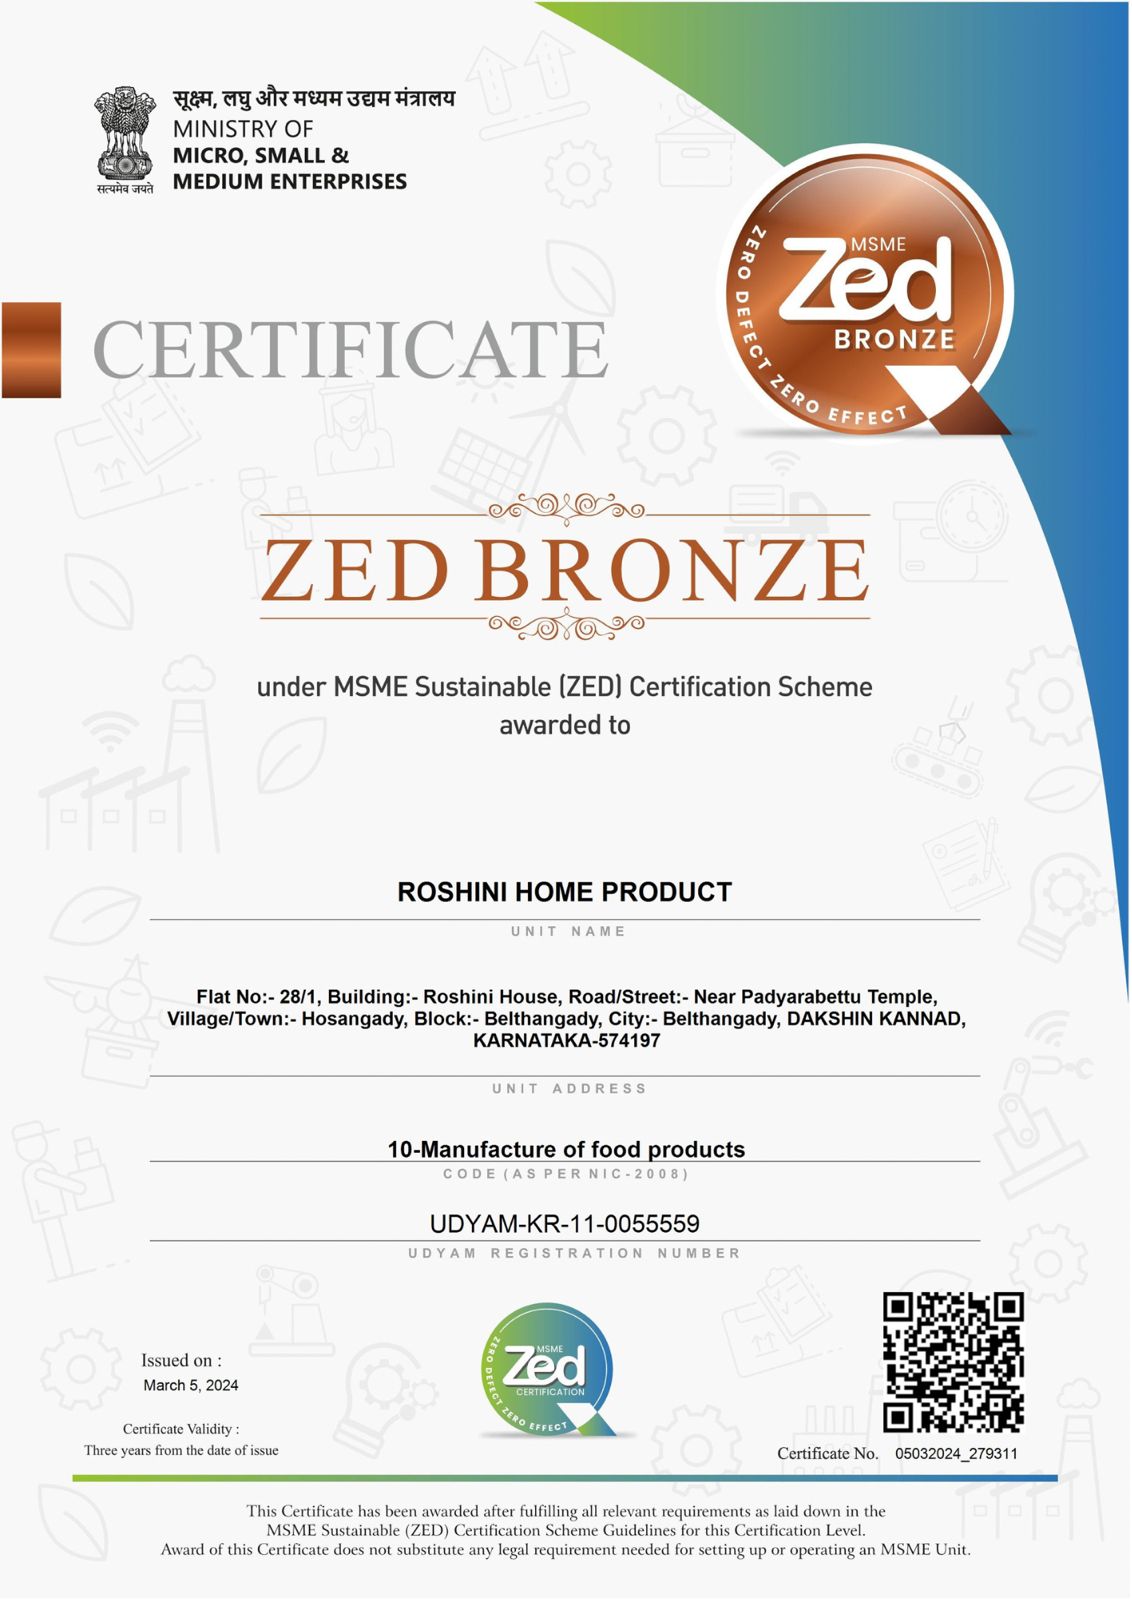 सूक्ष्म, लघु और मध्यम उद्यम मंत्रालय
MINISTRY OF
MICRO, SMALL &
MEDIUM ENTERPRISES
सत्यमेव जयते
MSME
Zed
BRONZE
ZERO DEFECT ZERO EFFECT
CERTIFICATE
ZED BRONZE
under MSME Sustainable (ZED) Certification Scheme
awarded to
ROSHINI HOME PRODUCT
UNIT NAME
Flat No:- 28/1, Building:- Roshini House, Road/Street:- Near Padyarabettu Temple,
Village/Town:- Hosangady, Block:- Belthangady, City:- Belthangady, DAKSHIN KANNAD,
KARNATAKA-574197
UNIT ADDRESS
10-Manufacture of food products
CODE (AS PER NIC-2008)
UDYAM-KR-11-0055559
UDYAM REGISTRATION NUMBER
Issued on :
March 5, 2024
Certificate Validity :
Three years from the date of issue
MSME
Zed
CERTIFICATION
ZERO DEFECT ZERO EFFECT
Certificate No. 05032024_279311
This Certificate has been awarded after fulfilling all relevant requirements as laid down in the
MSME Sustainable (ZED) Certification Scheme Guidelines for this Certification Level.
Award of this Certificate does not substitute any legal requirement needed for setting up or operating an MSME Unit.